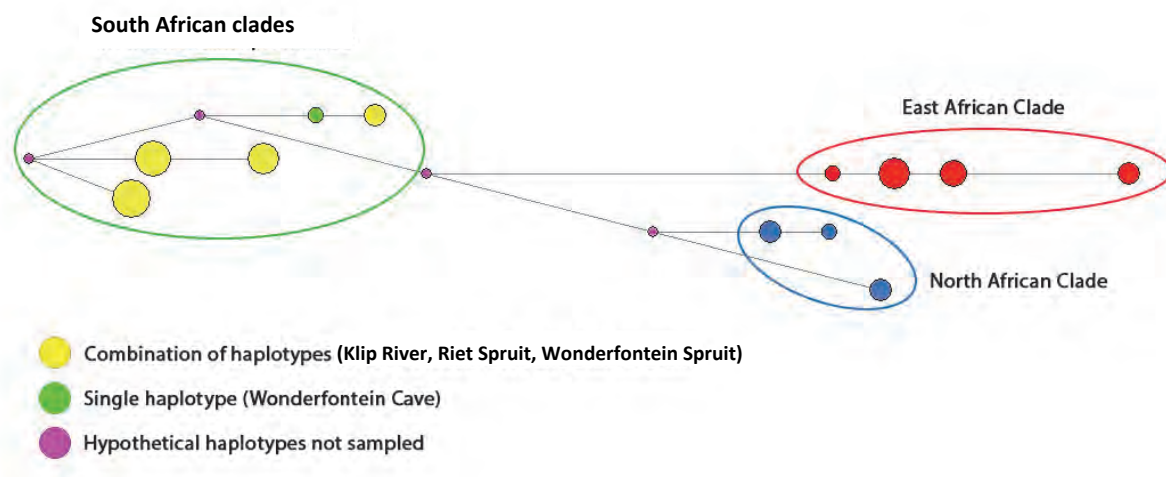 South African clades
East African Clade
North African Clade
Combination of haplotypes (Klip River, Riet Spruit, Wonderfontein Spruit)
Single haplotype (Wonderfontein Cave)
Hypothetical haplotypes not sampled